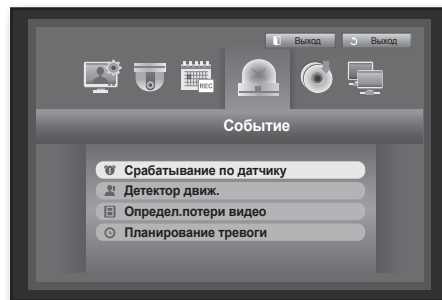 Выход Выход
REC
Событие
Срабатывание по датчику
Детектор движ.
Определ.потери видео
Планирование тревоги